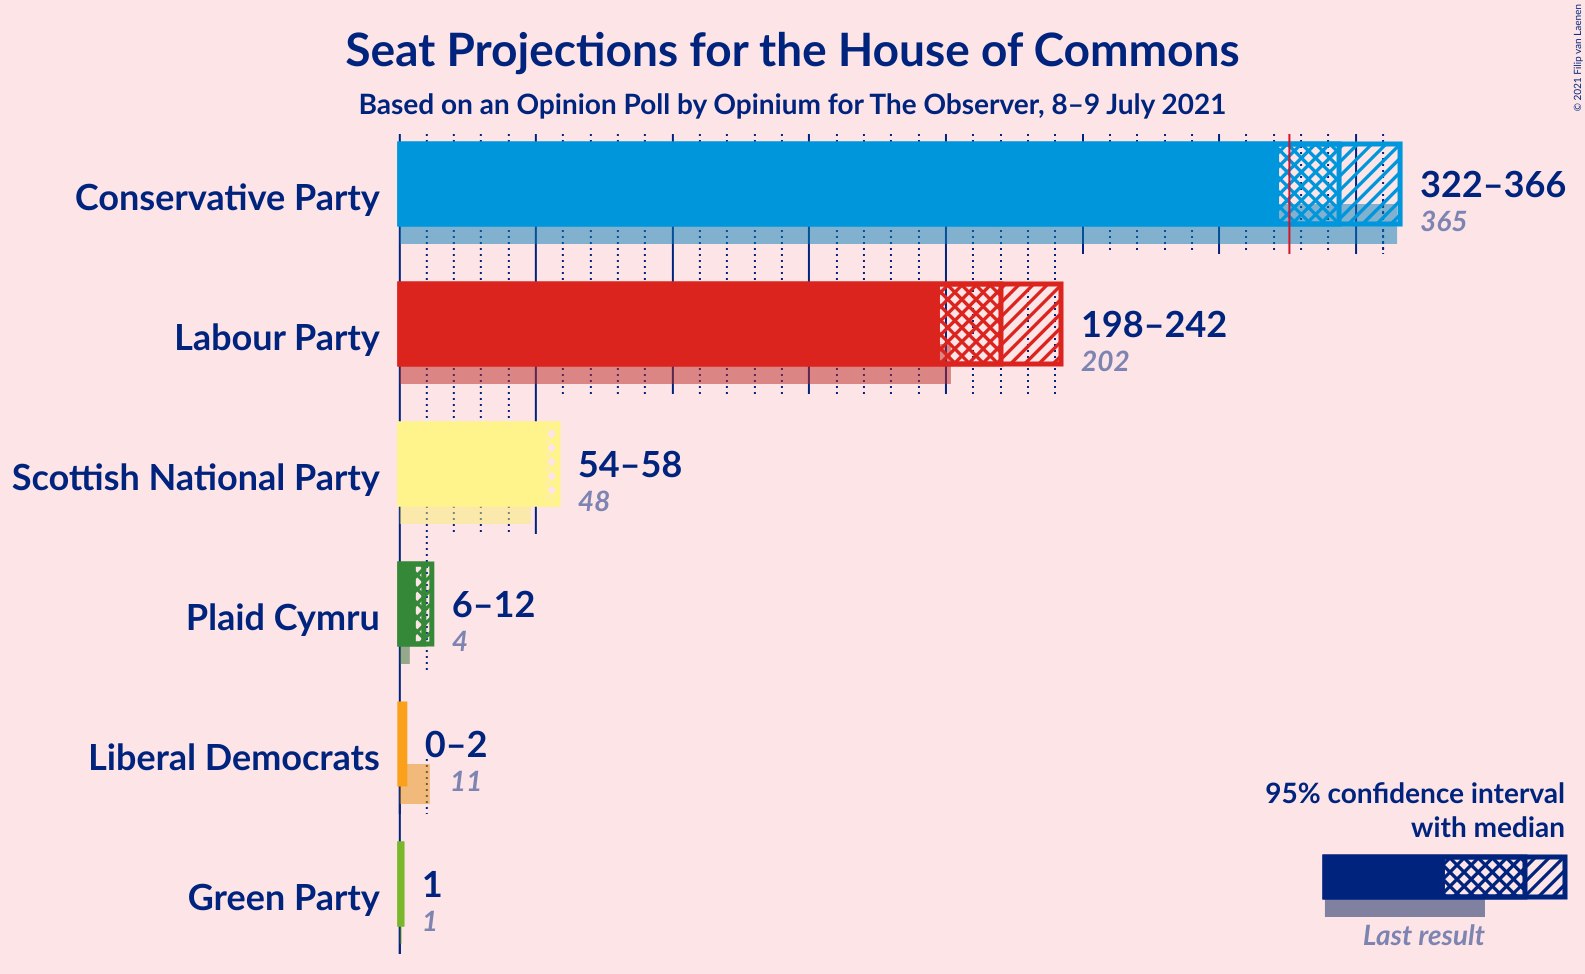 Seat Projections for the House of Commons
Based on an Opinion Poll by Opinium for The Observer, 8–9 July 2021
© 2021 Filip van Laenen
Conservative Party
322–366
365
Labour Party
198–242
202
Scottish National Party
54–58
48
Plaid Cymru
6–12
4
Liberal Democrats
0–2
11
Green Party
1
1
95% confidence interval
with median
Last result